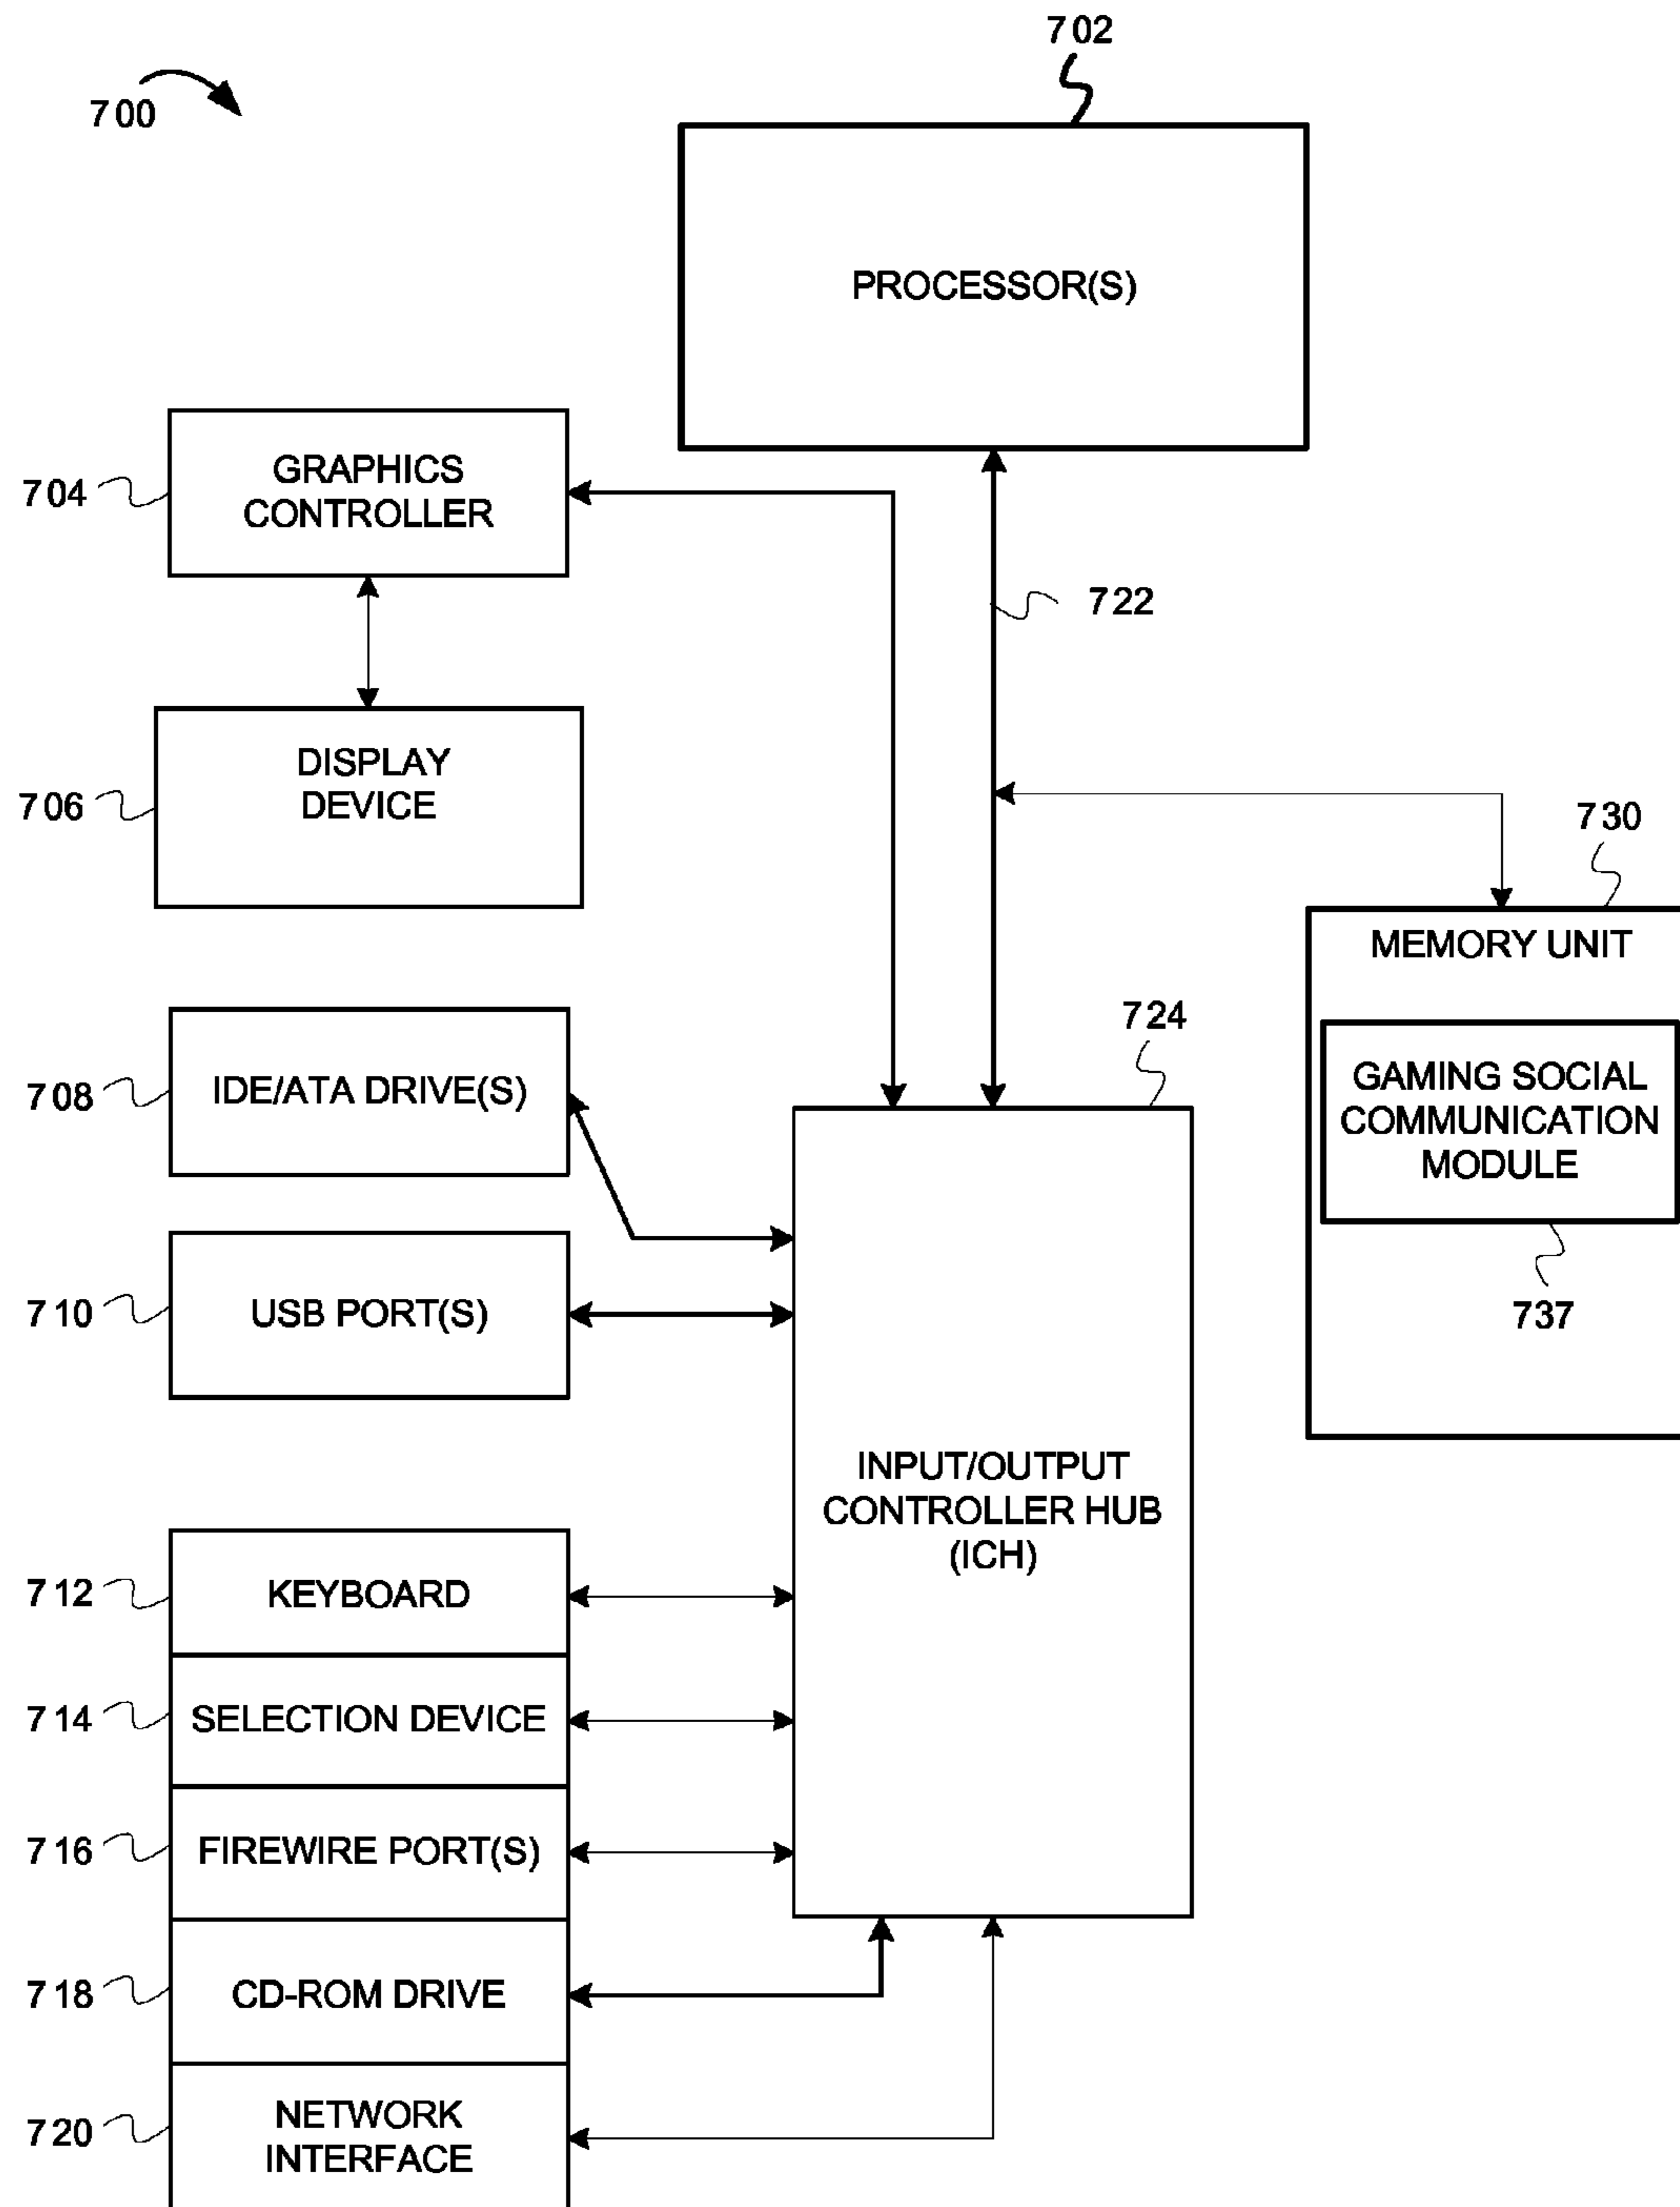 702
700
PROCESSOR(S)
GRAPHICS
CONTROLLER
704
722
DISPLAY
DEVICE
706
730
MEMORY UNIT
724
GAMING SOCIAL
COMMUNICATION
MODULE
737
708
IDE/ATA DRIVE(S)
710
USB PORT(S)
INPUT/OUTPUT
CONTROLLER HUB
(ICH)
712
KEYBOARD
714
SELECTION DEVICE
716
FIREWIRE PORT(S)
718
CD-ROM DRIVE
720
NETWORK
INTERFACE